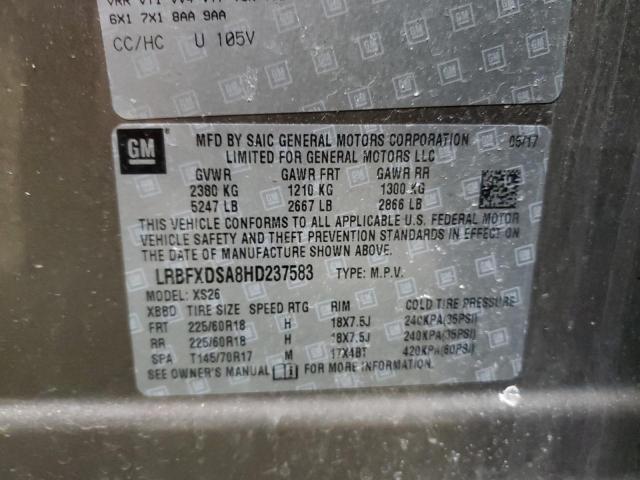 6X1 7X1 8AA 9AA
CC/HC U 105V
GM
MFD BY SAIC GENERAL MOTORS CORPORATION 05/17
LIMITED FOR GENERAL MOTORS LLC
GVWR GAWR FRT GAWR RR
2380 KG 1210 KG 1300 KG
5247 LB 2667 LB 2866 LB
THIS VEHICLE CONFORMS TO ALL APPLICABLE U.S. FEDERAL MOTOR
VEHICLE SAFETY AND THEFT PREVENTION STANDARDS IN EFFECT ON
THE DATE OF MANUFACTURE SHOWN ABOVE.
LRBFXDSA8HD237583 TYPE: M.P.V.
MODEL: XS26
XBBD TIRE SIZE SPEED RTG RIM COLD TIRE PRESSURE
FRT 225/60R18 H 18X7.5J 240KPA(35PSI)
RR 225/60R18 H 18X7.5J 240KPA(35PSI)
SPA T145/70R17 M 17X4BT 420KPA(60PSI)
SEE OWNER'S MANUAL FOR MORE INFORMATION.